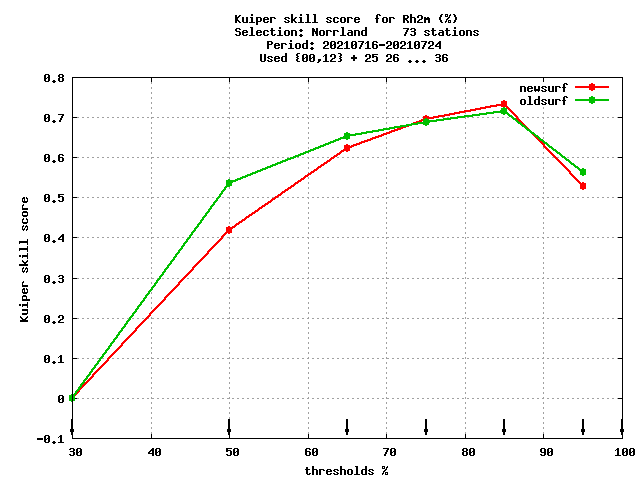 Kuiper skill score for Rh2m (%)
Selection: Norrland 73 stations
Period: 20210716-20210724
Used {00,12} + 25 26 ... 36
newsurf
oldsurf
0.8
0.7
0.6
0.5
0.4
0.3
0.2
0.1
0
-0.1
Kuiper skill score
30 40 50 60 70 80 90 100
thresholds %